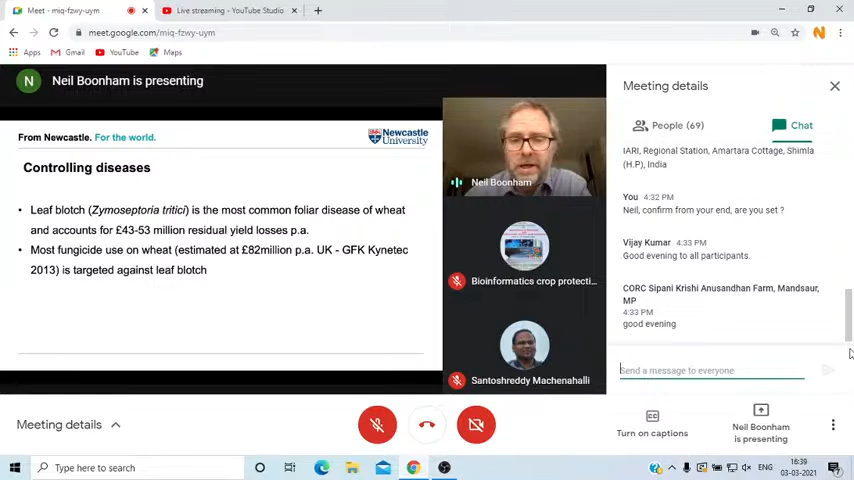 Meet - miq-fzwy-uym
Live streaming - YouTube Studio
meet.google.com/miq-fzwy-uym
Apps
Gmail
YouTube
Maps
N
Neil Boonham is presenting
From Newcastle. For the world.
Newcastle
University
Controlling diseases
• Leaf blotch (Zymoseptoria tritici) is the most common foliar disease of wheat
and accounts for £43-53 million residual yield losses p.a.
• Most fungicide use on wheat (estimated at £82million p.a. UK - GFK Kynetec
2013) is targeted against leaf blotch
Neil Boonham
Bioinformatics crop protecti...
Santoshreddy Machenahalli
Meeting details
People (69)
Chat
IARI, Regional Station, Amartara Cottage, Shimla
(H.P), India
You 4:32 PM
Neil, confirm from your end, are you set ?
Vijay Kumar 4:33 PM
Good evening to all participants.
CORC Sipani Krishi Anusandhan Farm, Mandsaur,
MP
4:33 PM
good evening
Send a message to everyone
Meeting details
Turn on captions
Neil Boonham
is presenting
Type here to search
ENG
16:39
03-03-2021